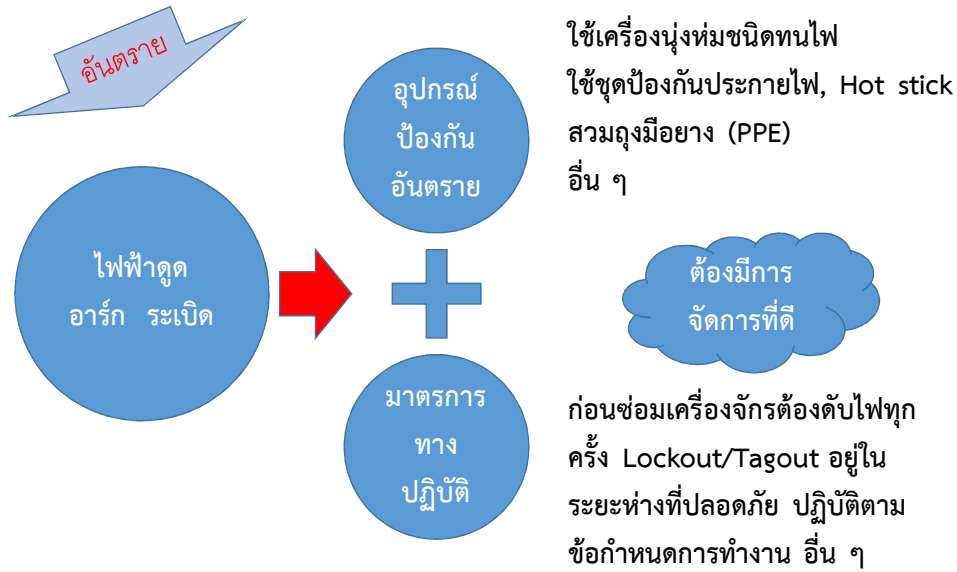 อันตราย
ไฟฟ้าดูด
อาร์ก ระเบิด
อุปกรณ์
ป้องกัน
อันตราย
ใช้เครื่องนุ่งห่มชนิดทนไฟ
ใช้ชุดป้องกันประกายไฟ, Hot stick
สวมถุงมือยาง (PPE)
อื่น ๆ
ต้องมีการ
จัดการที่ดี
มาตรการ
ทาง
ปฏิบัติ
ก่อนซ่อมเครื่องจักรต้องดับไฟทุก
ครั้ง Lockout/Tagout อยู่ใน
ระยะห่างที่ปลอดภัย ปฏิบัติตาม
ข้อกำหนดการทำงาน อื่น ๆ